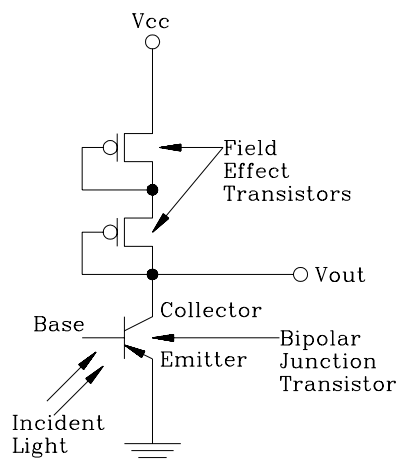 Vcc
Field
Effect
Transistors
Vout
Collector
Base
Bipolar
Junction
Transistor
Emitter
Incident
Light